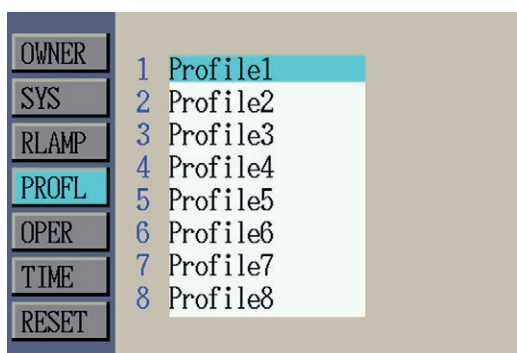 OWNER
SYS
RLAMP
PROFL
OPER
TIME
RESET
1 Profile1
2 Profile2
3 Profile3
4 Profile4
5 Profile5
6 Profile6
7 Profile7
8 Profile8